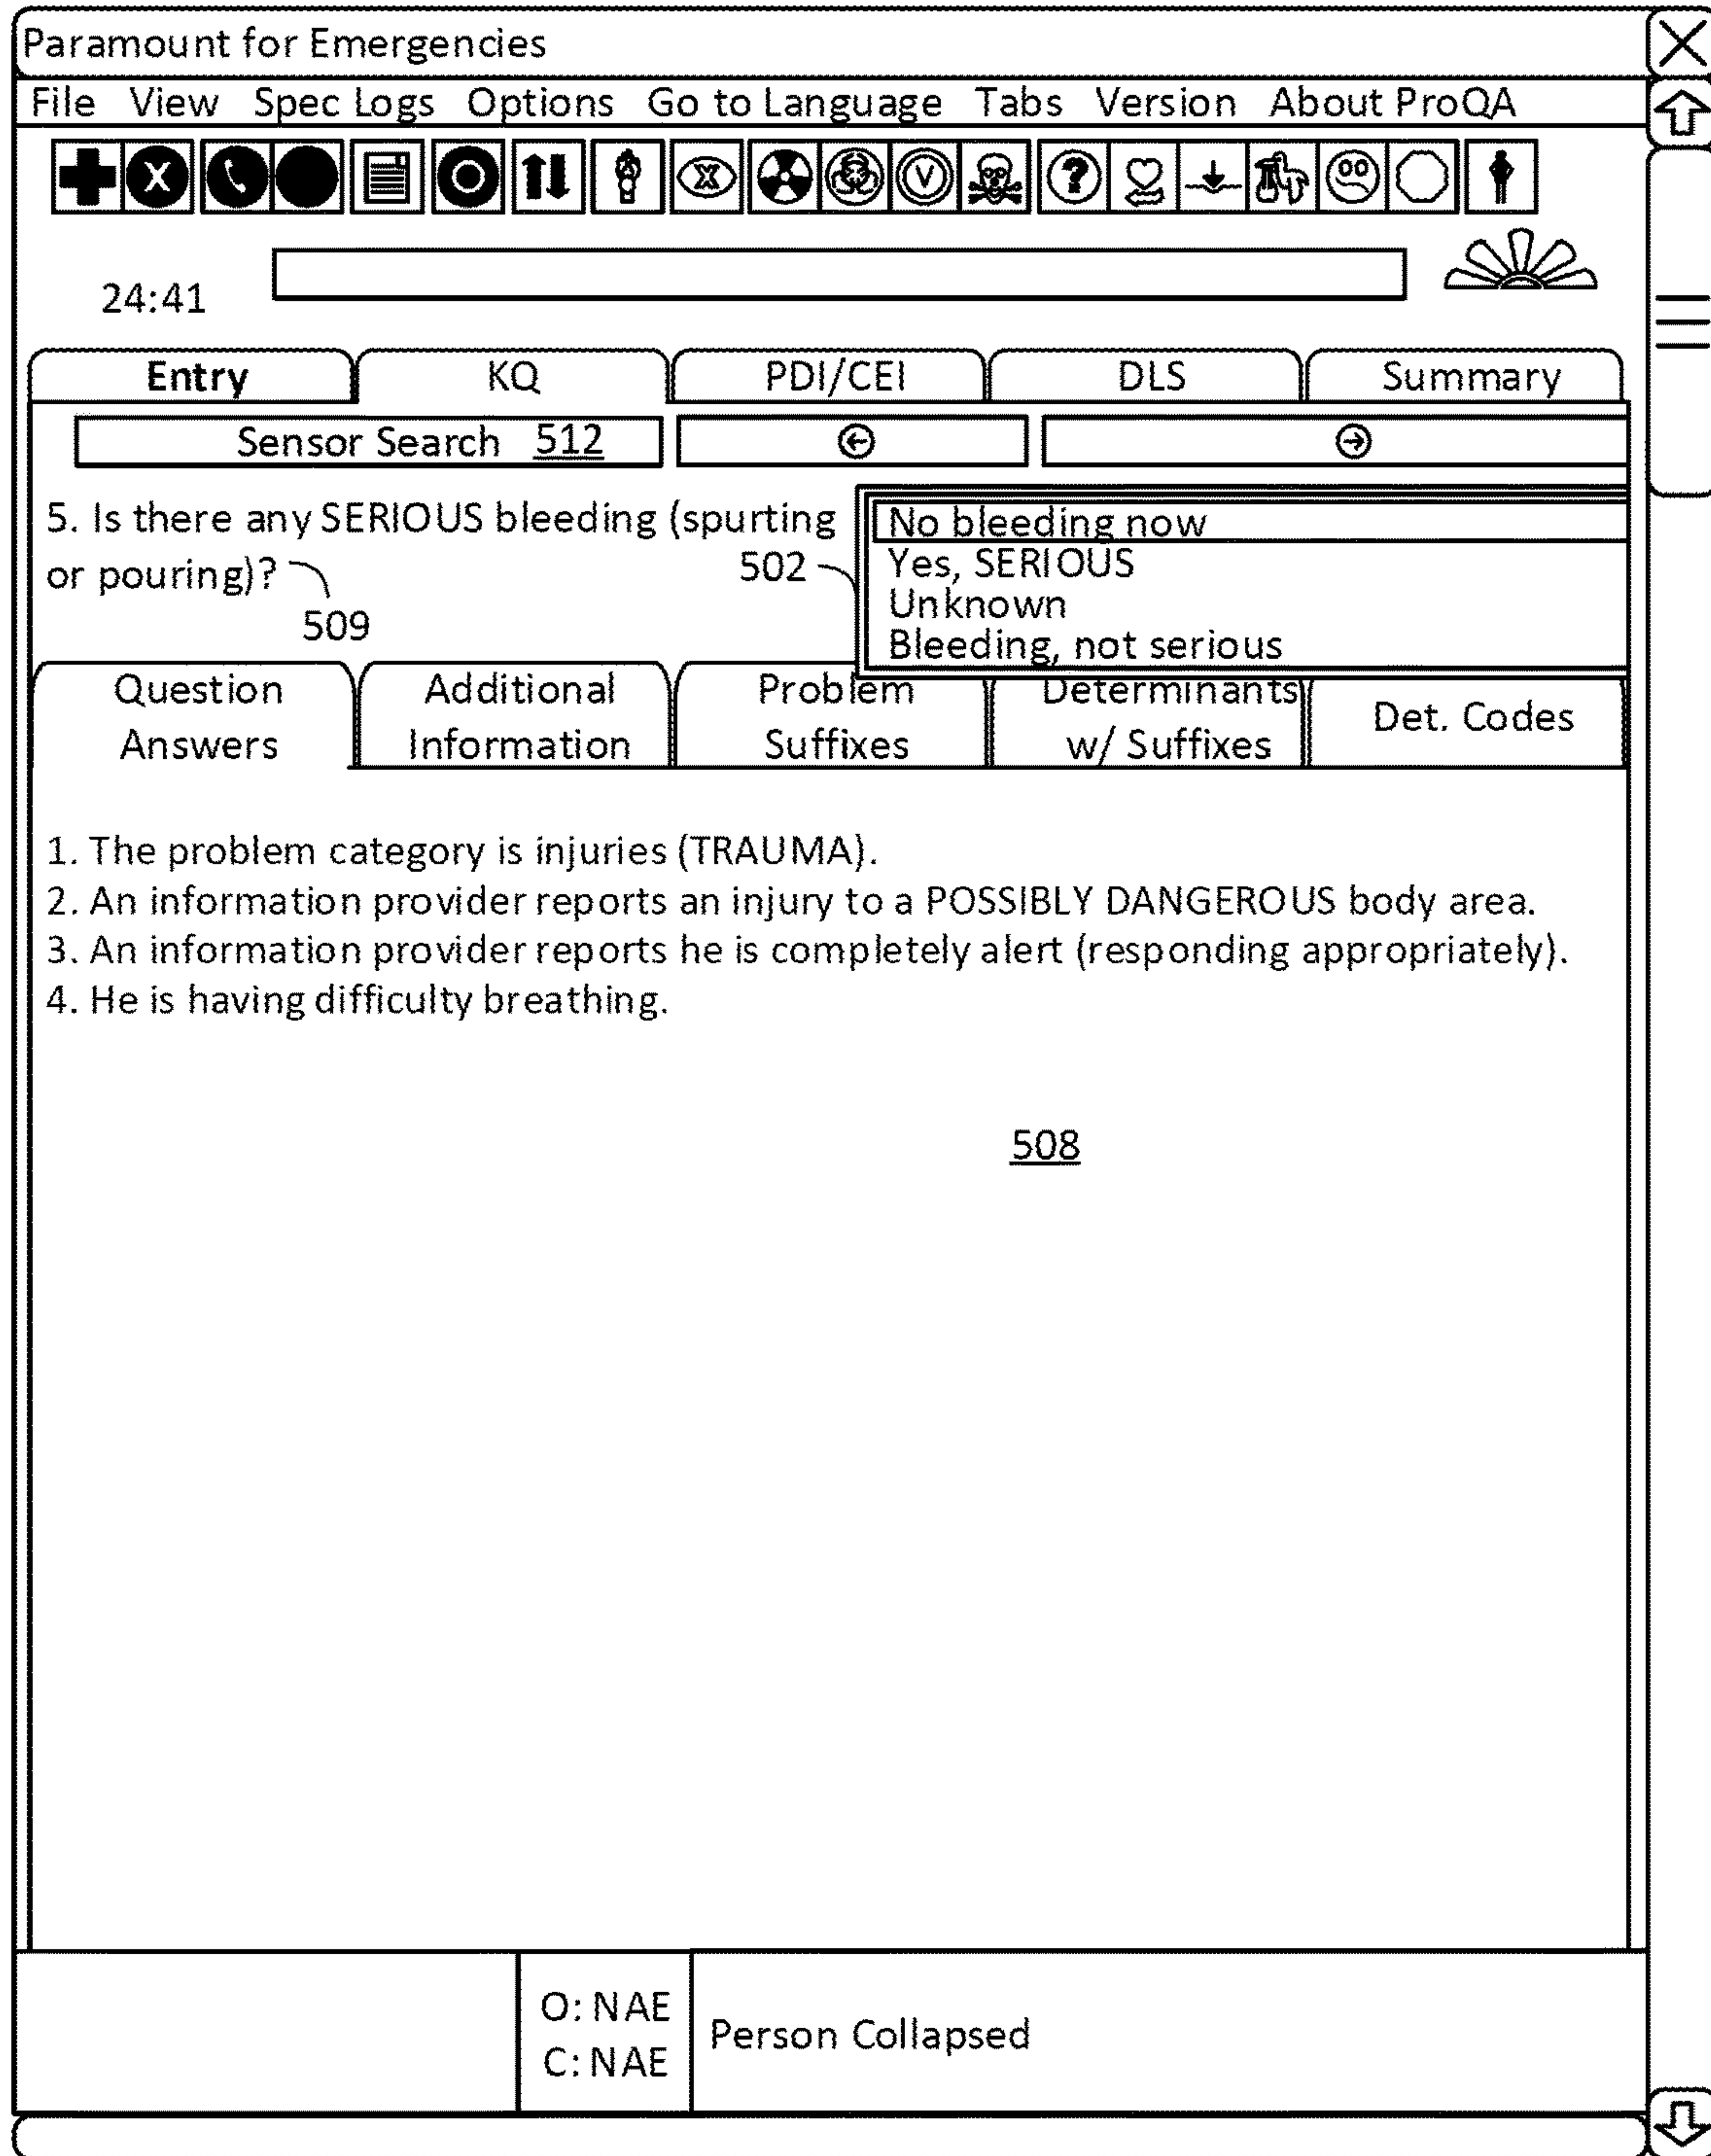 Paramount for Emergencies
File View Spec Logs Options Go to Language Tabs Version About ProQA
X V ?
24:41
Entry KQ PDI/CEI DLS Summary
Sensor Search 512
5. Is there any SERIOUS bleeding (spurting
or pouring)?
509
502
No bleeding now
Yes, SERIOUS
Unknown
Bleeding, not serious
Question
Answers
Additional
Information
Problem
Suffixes
Determinants
w/ Suffixes
Det. Codes
1. The problem category is injuries (TRAUMA).
2. An information provider reports an injury to a POSSIBLY DANGEROUS body area.
3. An information provider reports he is completely alert (responding appropriately).
4. He is having difficulty breathing.
508
O: NAE
C: NAE
Person Collapsed